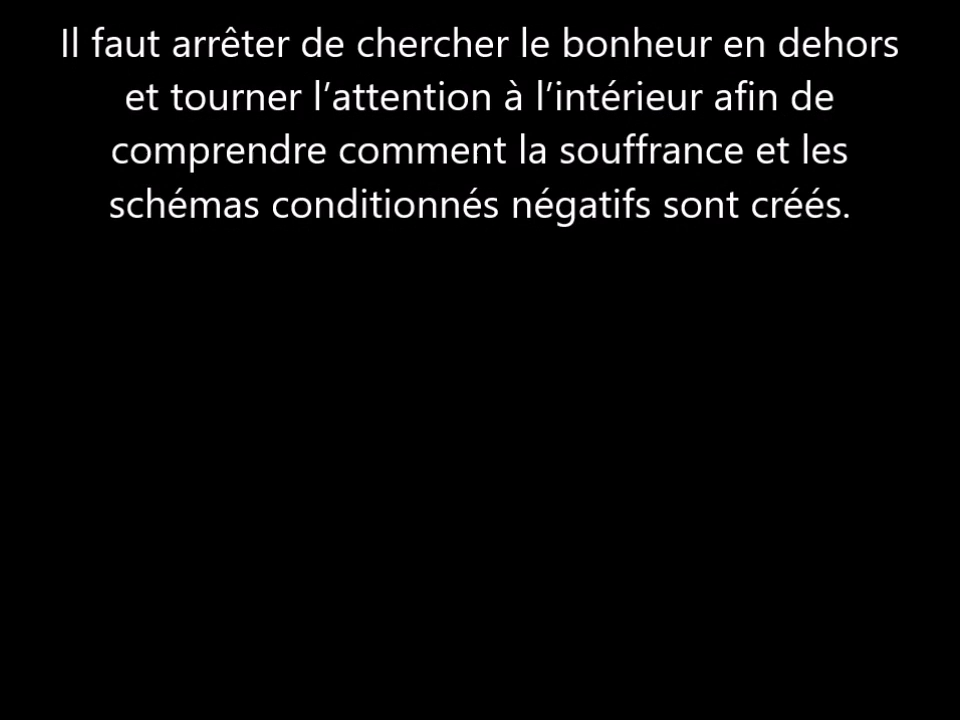 Il faut arrêter de chercher le bonheur en dehors
et tourner l’attention à l’intérieur afin de
comprendre comment la souffrance et les
schémas conditionnés négatifs sont créés.